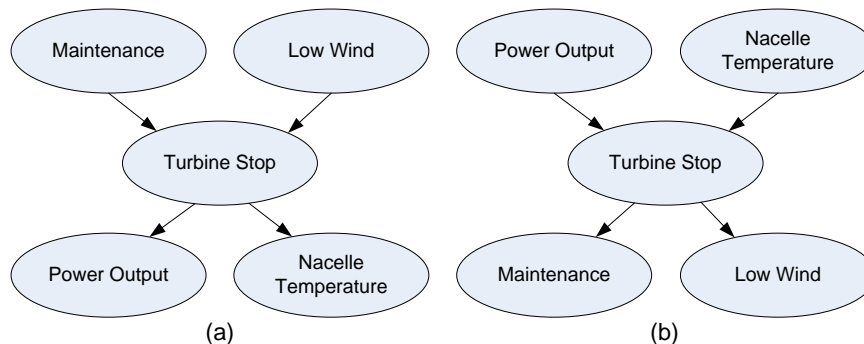 Maintenance
Low Wind
Turbine Stop
Power Output
Nacelle
Temperature
(a)
Power Output
Nacelle
Temperature
Turbine Stop
Maintenance
Low Wind
(b)